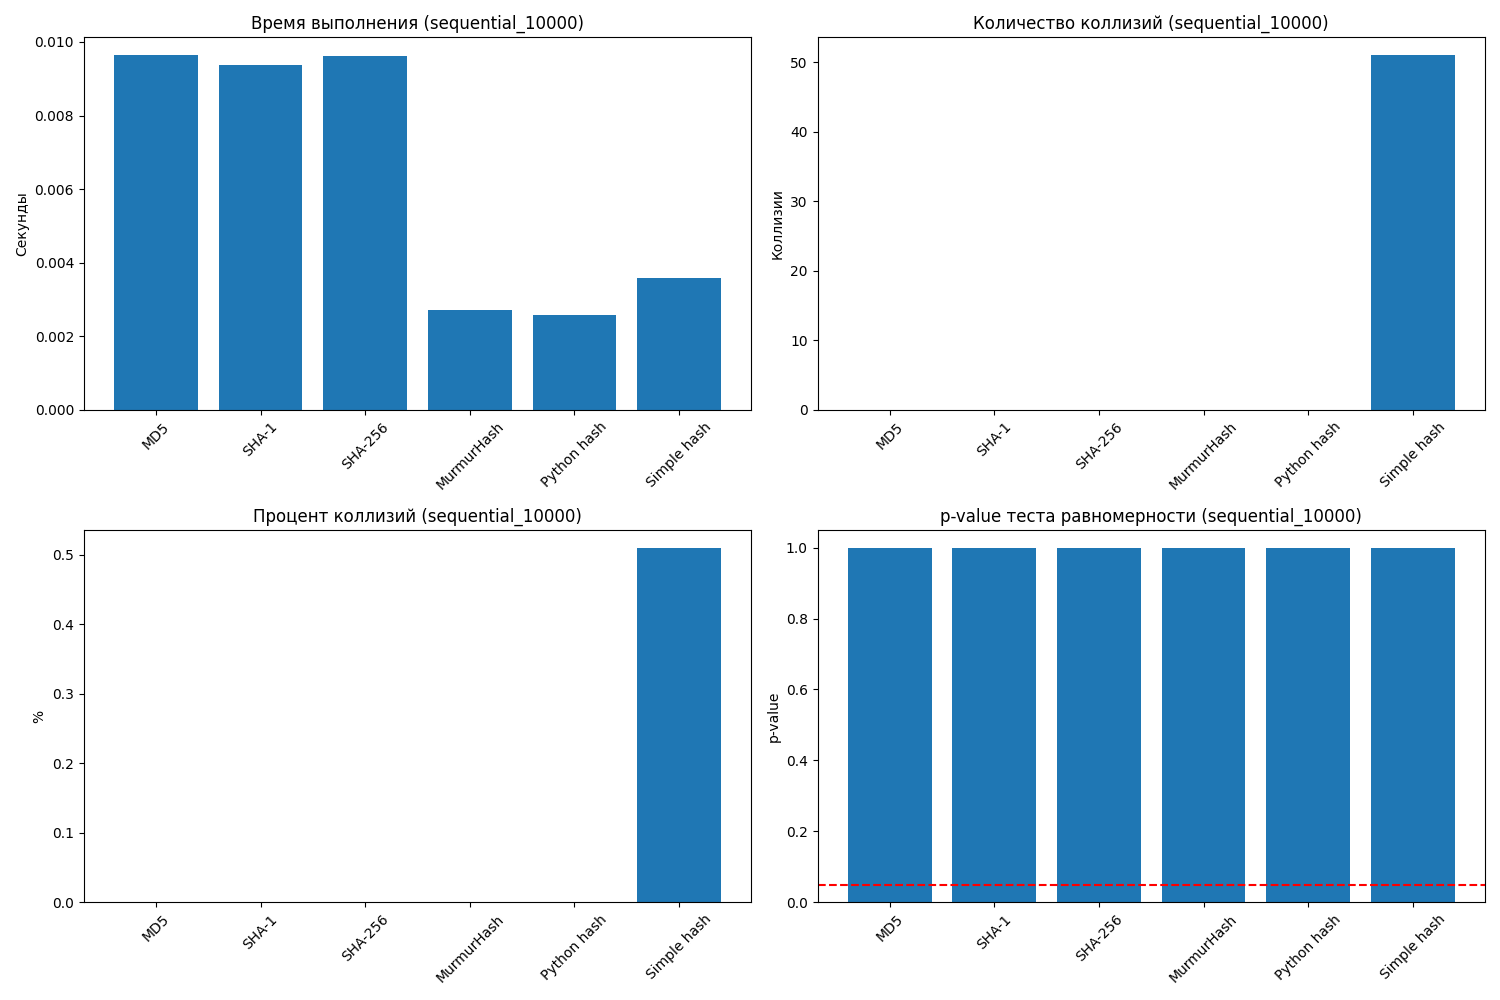 Время выполнения (sequential_10000)
Секунды
0.010
0.008
0.006
0.004
0.002
0.000
MD5
SHA-1
SHA-256
MurmurHash
Python hash
Simple hash
Количество коллизий (sequential_10000)
Коллизии
50
40
30
20
10
0
MD5
SHA-1
SHA-256
MurmurHash
Python hash
Simple hash
Процент коллизий (sequential_10000)
%
0.5
0.4
0.3
0.2
0.1
0.0
MD5
SHA-1
SHA-256
MurmurHash
Python hash
Simple hash
p-value теста равномерности (sequential_10000)
p-value
1.0
0.8
0.6
0.4
0.2
0.0
MD5
SHA-1
SHA-256
MurmurHash
Python hash
Simple hash